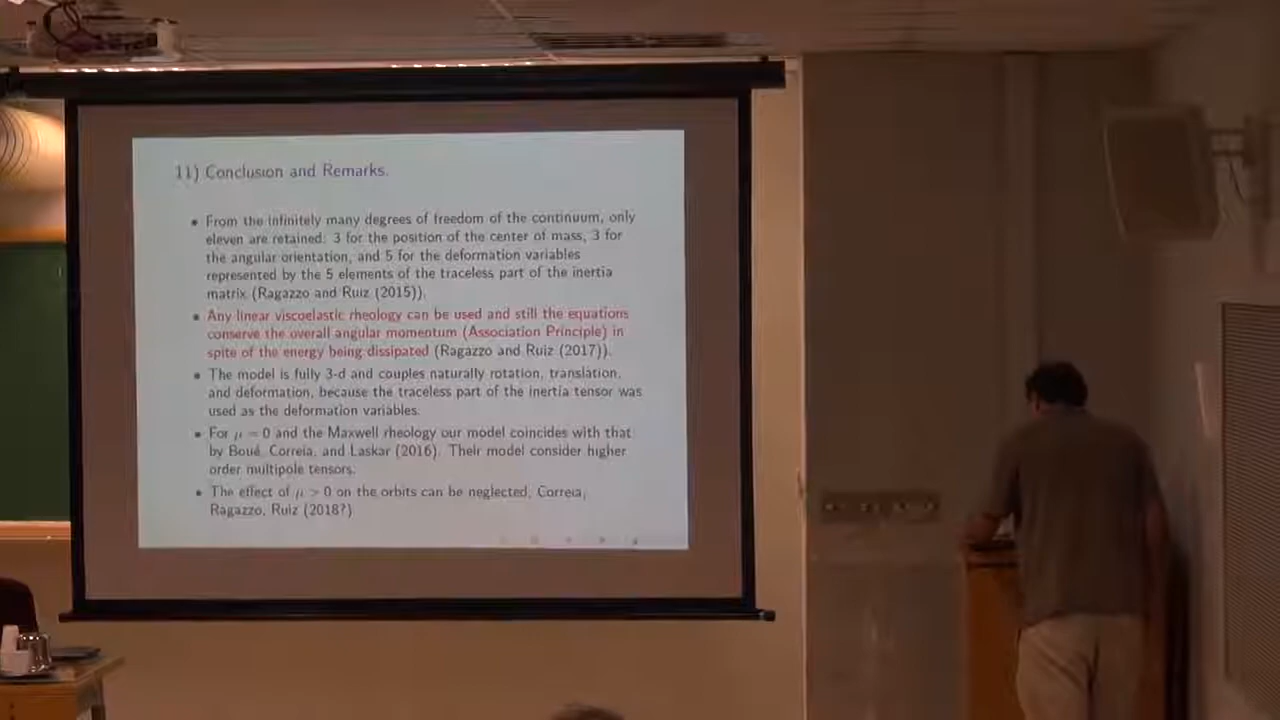 11) Conclusion and Remarks.
• From the infinitely many degrees of freedom of the continuum, only
eleven are retained: 3 for the position of the center of mass, 3 for
the angular orientation, and 5 for the deformation variables
represented by the 5 elements of the traceless part of the inertia
matrix (Ragazzo and Ruiz (2015)).
• Any linear viscoelastic rheology can be used and still the equations
conserve the overall angular momentum (Association Principle) in
spite of the energy being dissipated (Ragazzo and Ruiz (2017)).
• The model is fully 3-d and couples naturally rotation, translation,
and deformation, because the traceless part of the inertia tensor was
used as the deformation variables.
• For μ = 0 and the Maxwell rheology our model coincides with that
by Boué, Correia, and Laskar (2016). Their model consider higher
order multipole tensors.
• The effect of μ > 0 on the orbits can be neglected, Correia,
Ragazzo, Ruiz (2018?)